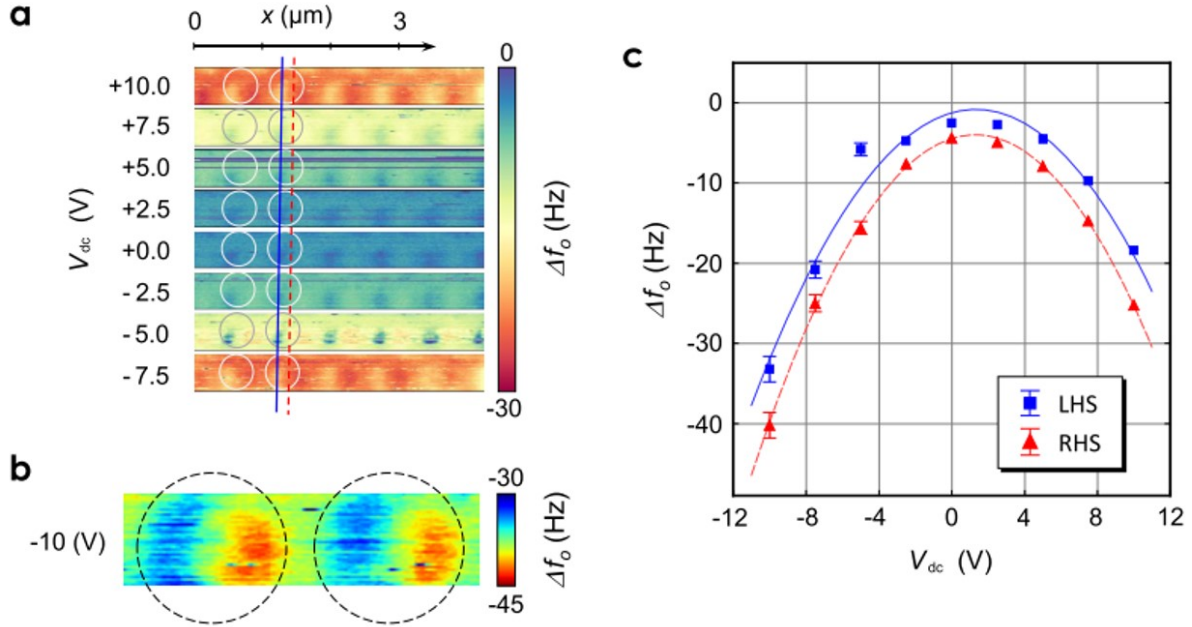 a
0 x (μm) 3
0
+10.0
+7.5
+5.0
+2.5
+0.0
- 2.5
- 5.0
- 7.5
Vdc (V)
Δfo (Hz)
-30
b
-10 (V)
-30
Δfo (Hz)
-45
c
0
-10
-20
-30
-40
Δfo (Hz)
LHS
RHS
-12 -8 -4 0 4 8 12
Vdc (V)